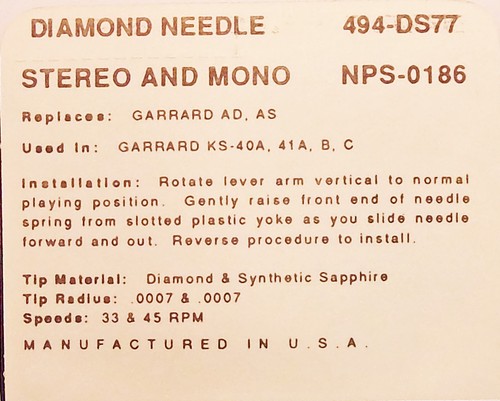 DIAMOND NEEDLE 494-DS77
STEREO AND MONO NPS-0186
Replaces: GARRARD AD, AS
Used In: GARRARD KS-40A, 41A, B, C
Installation: Rotate lever arm vertical to normal
playing position. Gently raise front end of needle
spring from slotted plastic yoke as you slide needle
forward and out. Reverse procedure to install.
Tip Material: Diamond & Synthetic Sapphire
Tip Radius: .0007 & .0007
Speeds: 33 & 45 RPM
MANUFACTURED IN U.S.A.